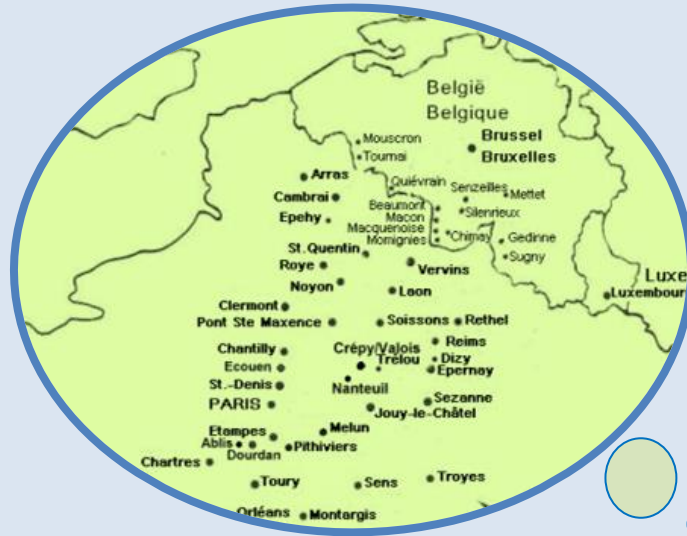 België
Belgique
Brussel
Bruxelles
Mouscron
Tournai
Arras
Quiévrain
Senzeilles
Mettet
Cambrai
Beaumont
Silenrieux
Epehy
Macon
Macquenoise
Chimay
Momignies
Gedinne
St.Quentin
Sugny
Roye
Vervins
Luxe
Noyon
Laon
Luxembour
Clermont
Pont Ste Maxence
Soissons
Rethel
Reims
Chantilly
Crépy/Valois
Trélou
Dizy
Ecouen
Epernay
St.-Denis
Nanteuil
PARIS
Sezanne
Jouy-le-Châtel
Etampes
Melun
Ablis
Dourdan
Pithiviers
Chartres
Toury
Sens
Troyes
Orléans
Montargis